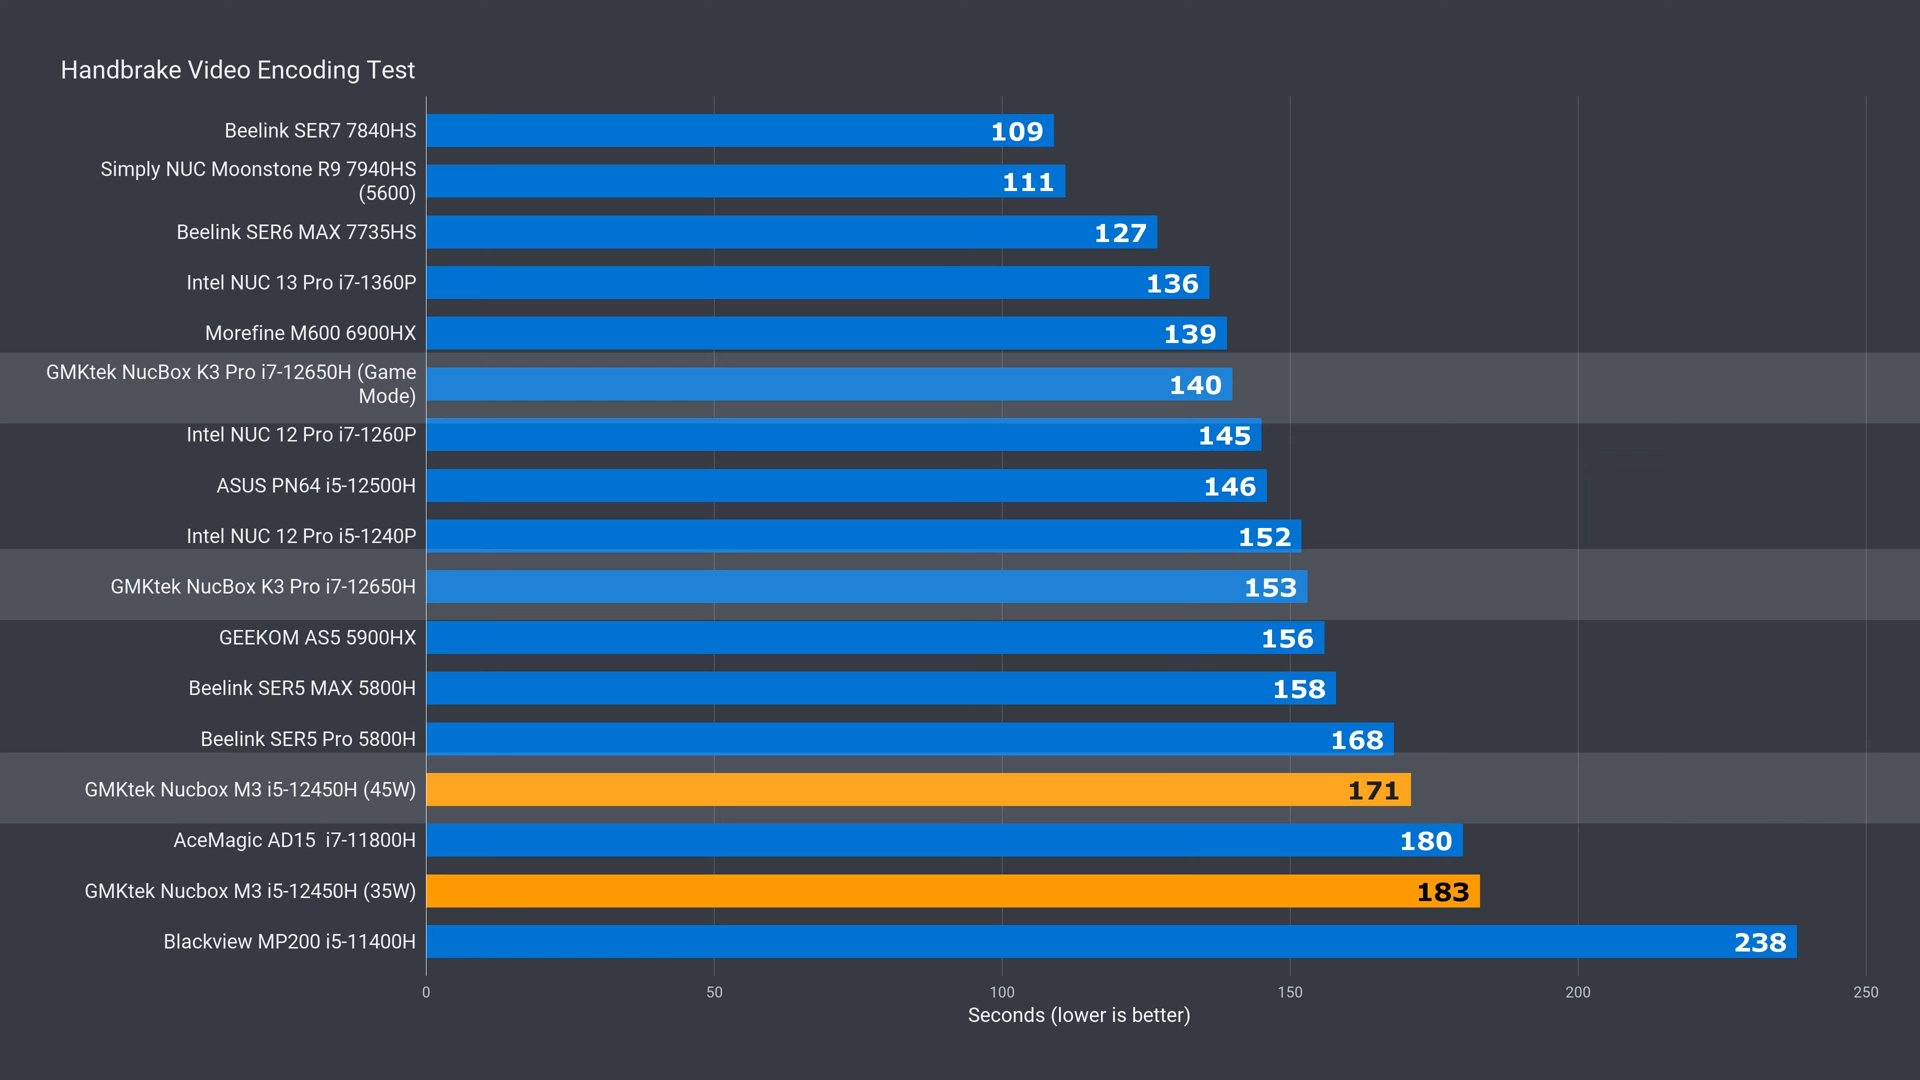 Handbrake Video Encoding Test
Beelink SER7 7840HS
109
Simply NUC Moonstone R9 7940HS
(5600)
111
Beelink SER6 MAX 7735HS
127
Intel NUC 13 Pro i7-1360P
136
Morefine M600 6900HX
139
GMKtek NucBox K3 Pro i7-12650H (Game
Mode)
140
Intel NUC 12 Pro i7-1260P
145
ASUS PN64 i5-12500H
146
Intel NUC 12 Pro i5-1240P
152
GMKtek NucBox K3 Pro i7-12650H
153
GEEKOM AS5 5900HX
156
Beelink SER5 MAX 5800H
158
Beelink SER5 Pro 5800H
168
GMKtek Nucbox M3 i5-12450H (45W)
171
AceMagic AD15  i7-11800H
180
GMKtek Nucbox M3 i5-12450H (35W)
183
Blackview MP200 i5-11400H
238
0 50 100 150 200 250
Seconds (lower is better)